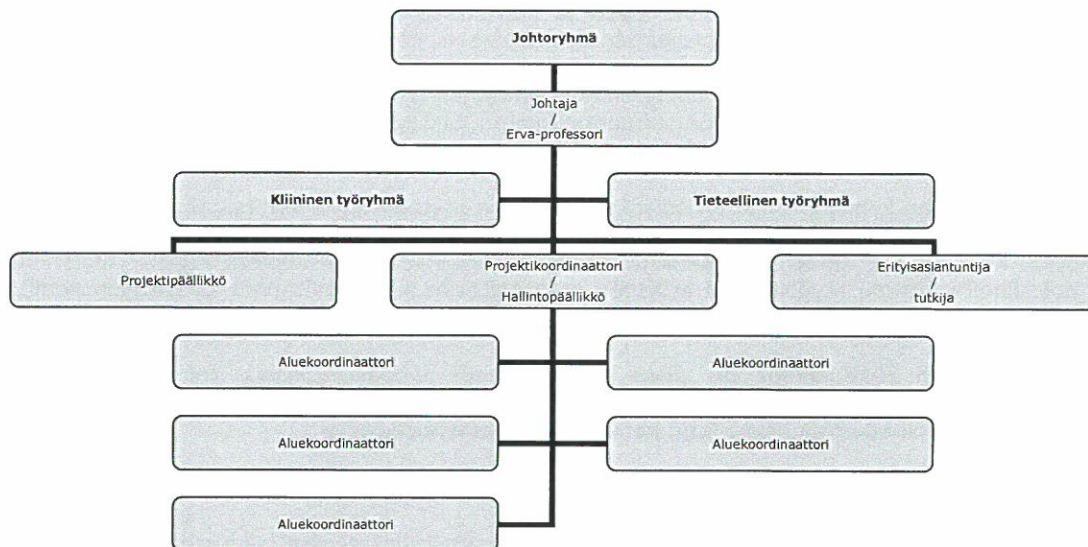 Johtoryhmä
Johtaja
/
Erva-professori
Kliininen työryhmä
Tieteellinen työryhmä
Projektipäällikkö
Projektikoordinaattori
/
Hallintopäällikkö
Erityisasiantuntija
/
tutkija
Aluekoordinaattori
Aluekoordinaattori
Aluekoordinaattori
Aluekoordinaattori
Aluekoordinaattori